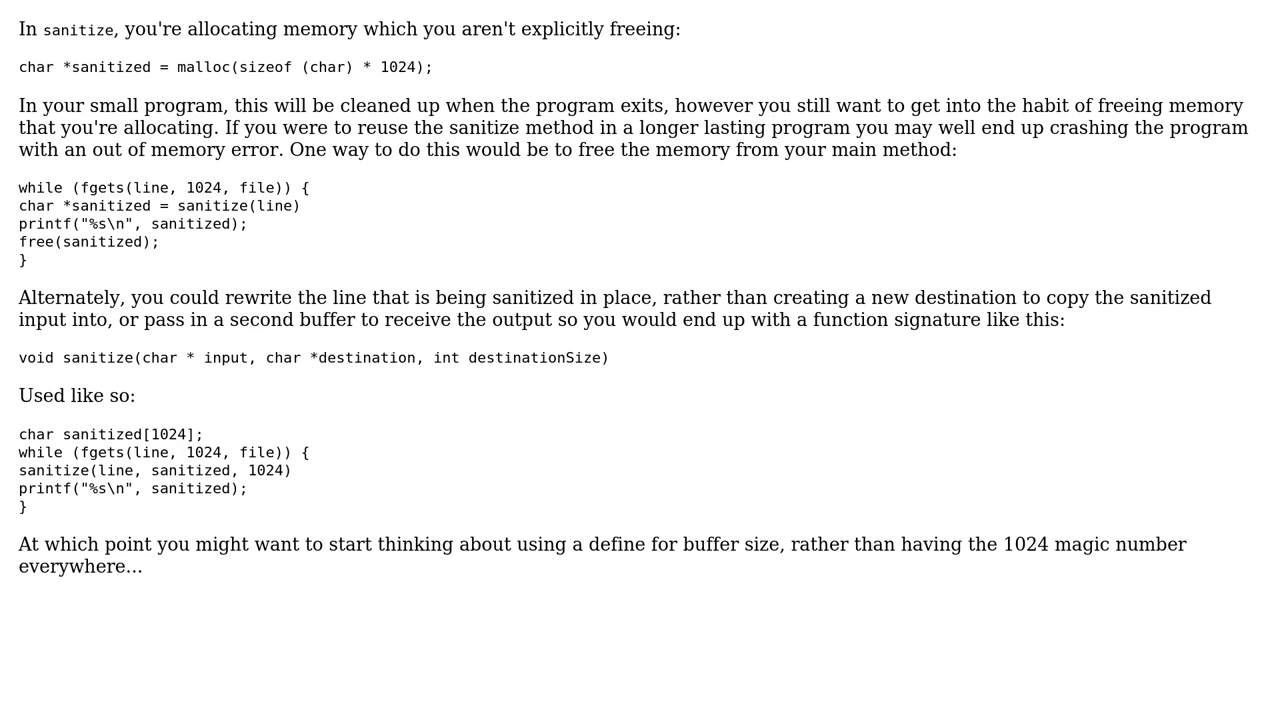 In sanitize, you're allocating memory which you aren't explicitly freeing:
char *sanitized = malloc(sizeof (char) * 1024);
In your small program, this will be cleaned up when the program exits, however you still want to get into the habit of freeing memory
that you're allocating. If you were to reuse the sanitize method in a longer lasting program you may well end up crashing the program
with an out of memory error. One way to do this would be to free the memory from your main method:
while (fgets(line, 1024, file)) {
char *sanitized = sanitize(line)
printf("%s\n", sanitized);
free(sanitized);
}
Alternately, you could rewrite the line that is being sanitized in place, rather than creating a new destination to copy the sanitized
input into, or pass in a second buffer to receive the output so you would end up with a function signature like this:
void sanitize(char * input, char *destination, int destinationSize)
Used like so:
char sanitized[1024];
while (fgets(line, 1024, file)) {
sanitize(line, sanitized, 1024)
printf("%s\n", sanitized);
}
At which point you might want to start thinking about using a define for buffer size, rather than having the 1024 magic number
everywhere...